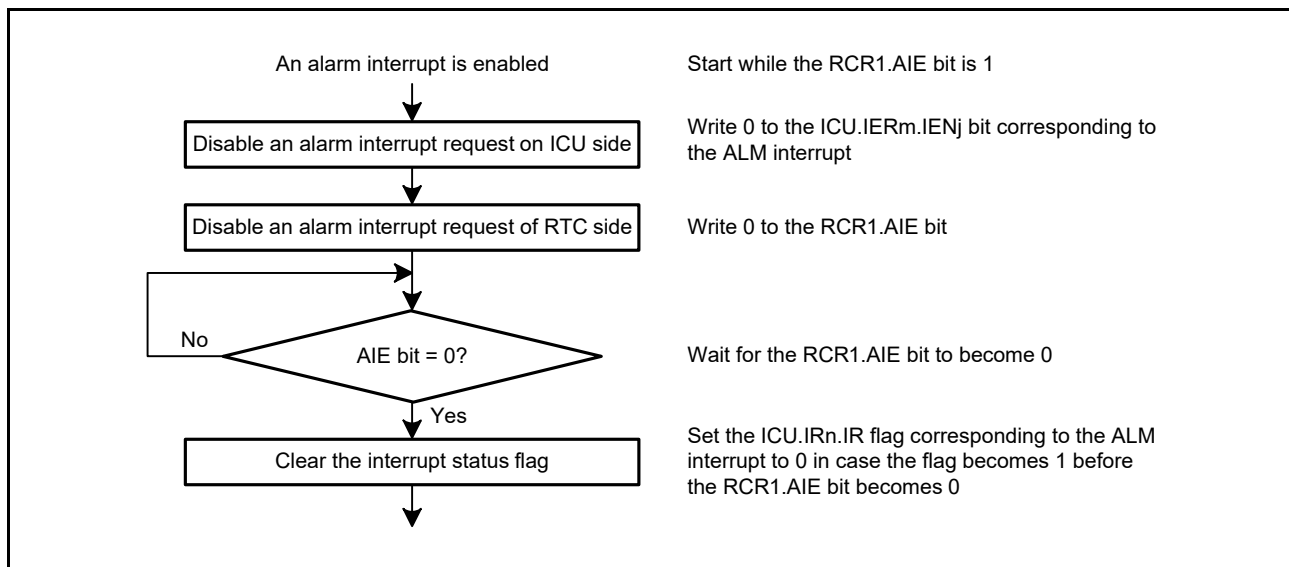 An alarm interrupt is enabled
Start while the RCR1.AIE bit is 1
Disable an alarm interrupt request on ICU side
Write 0 to the ICU.IERm.IENj bit corresponding to
the ALM interrupt
Disable an alarm interrupt request of RTC side
Write 0 to the RCR1.AIE bit
No
AIE bit = 0?
Wait for the RCR1.AIE bit to become 0
Yes
Clear the interrupt status flag
Set the ICU.IRn.IR flag corresponding to the ALM
interrupt to 0 in case the flag becomes 1 before
the RCR1.AIE bit becomes 0